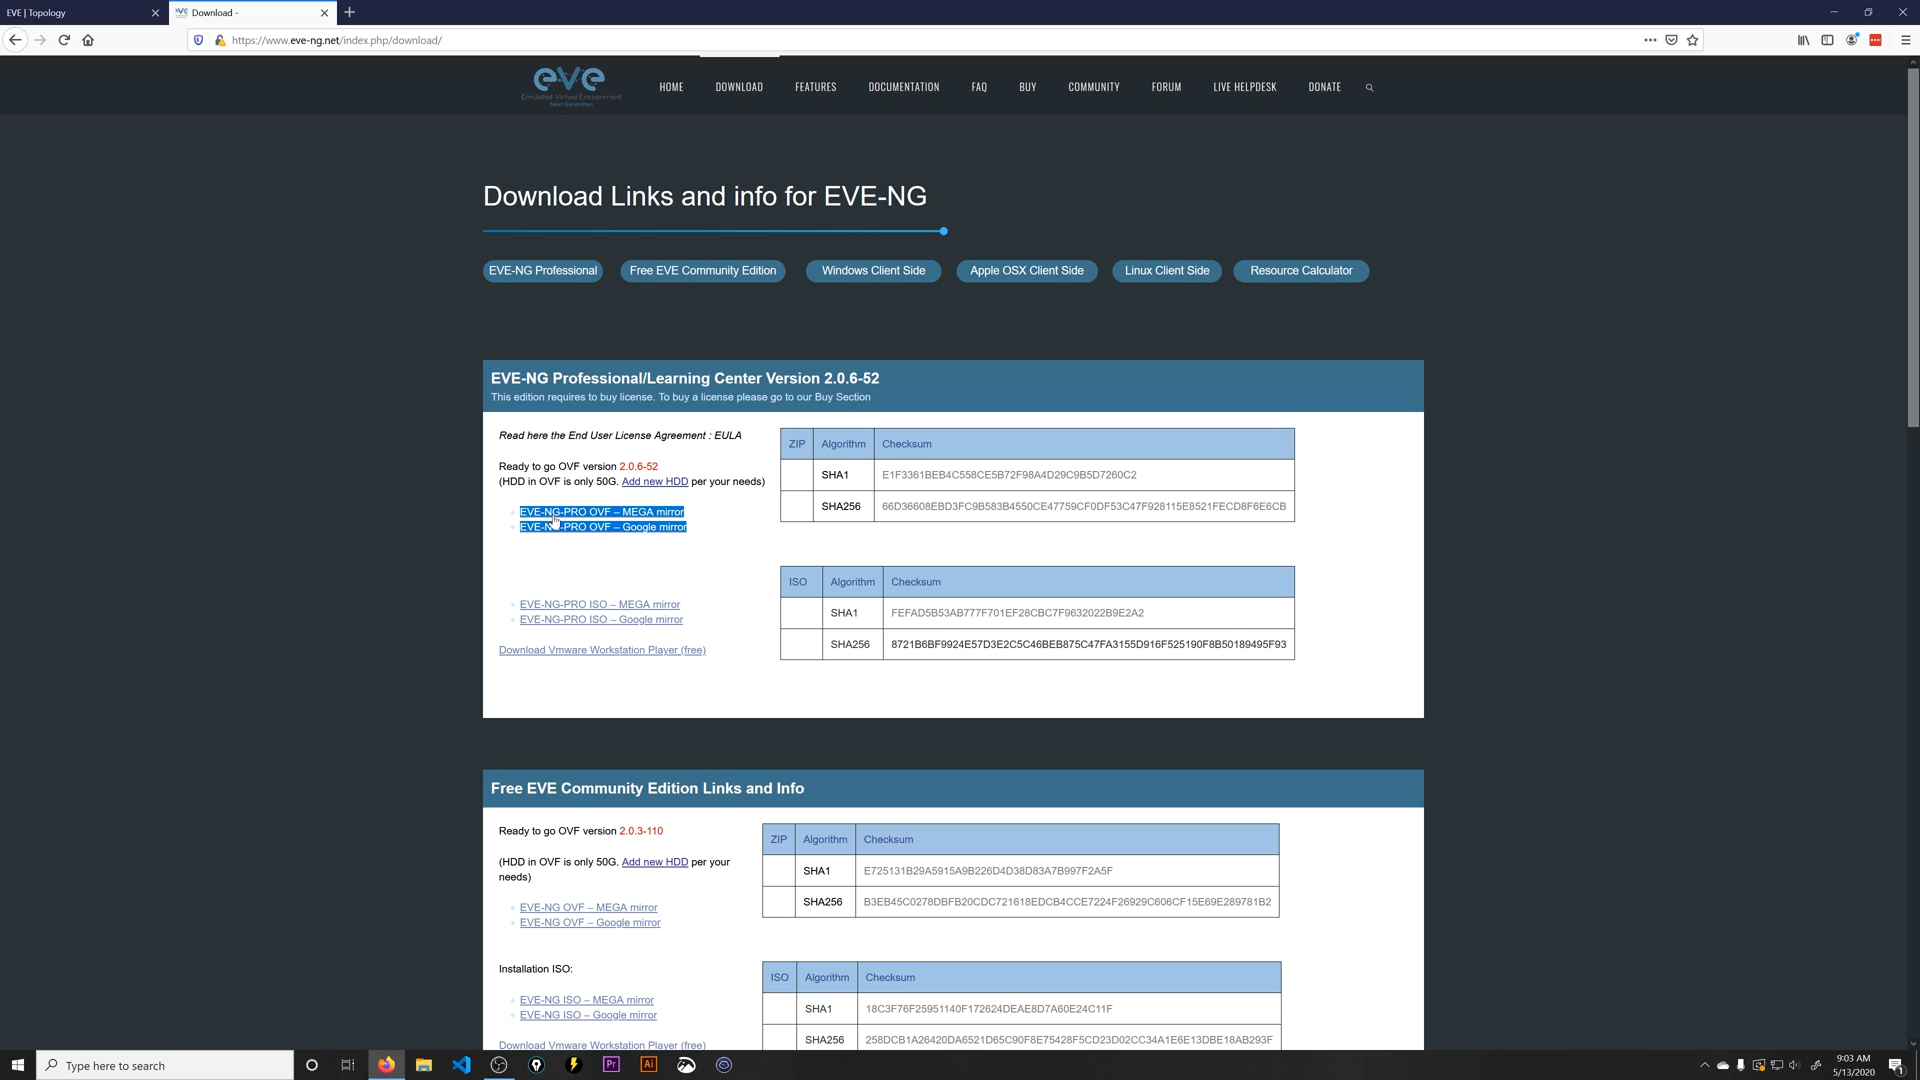 EVE | Topology
Download -
https://www.eve-ng.net/index.php/download/
eve
Emulated Virtual Environment
Next Generation
HOME
DOWNLOAD
FEATURES
DOCUMENTATION
FAQ
BUY
COMMUNITY
FORUM
LIVE HELPDESK
DONATE
Download Links and info for EVE-NG
EVE-NG Professional
Free EVE Community Edition
Windows Client Side
Apple OSX Client Side
Linux Client Side
Resource Calculator
EVE-NG Professional/Learning Center Version 2.0.6-52
This edition requires to buy license. To buy a license please go to our Buy Section
Read here the End User License Agreement : EULA
Ready to go OVF version 2.0.6-52
(HDD in OVF is only 50G. Add new HDD per your needs)
EVE-NG-PRO OVF – MEGA mirror
EVE-NG-PRO OVF – Google mirror
ZIP Algorithm Checksum
SHA1 E1F3361BEB4C558CE5B72F98A4D29C9B5D7260C2
SHA256 66D36608EBD3FC9B583B4550CE47759CF0DF53C47F928115E8521FECD8F6E6CB
EVE-NG-PRO ISO – MEGA mirror
EVE-NG-PRO ISO – Google mirror
Download Vmware Workstation Player (free)
ISO Algorithm Checksum
SHA1 FEFAD5B53AB777F701EF28CBC7F9632022B9E2A2
SHA256 8721B6BF9924E57D3E2C5C46BEB875C47FA3155D916F525190F8B50189495F93
Free EVE Community Edition Links and Info
Ready to go OVF version 2.0.3-110
(HDD in OVF is only 50G. Add new HDD per your
needs)
EVE-NG OVF – MEGA mirror
EVE-NG OVF – Google mirror
ZIP Algorithm Checksum
SHA1 E725131B29A5915A9B226D4D38D83A7B997F2A5F
SHA256 B3EB45C0278DBFB20CDC721618EDCB4CCE7224F26929C606CF15E69E289781B2
Installation ISO:
EVE-NG ISO – MEGA mirror
EVE-NG ISO – Google mirror
Download Vmware Workstation Player (free)
ISO Algorithm Checksum
SHA1 18C3F76F25951140F172624DEAE8D7A60E24C11F
SHA256 258DCB1A26420DA6521D65C90F8E75428F5CD23D02CC34A1E6E13DBE18AB293F
Type here to search
Pr
Ai
9:03 AM
5/13/2020
1